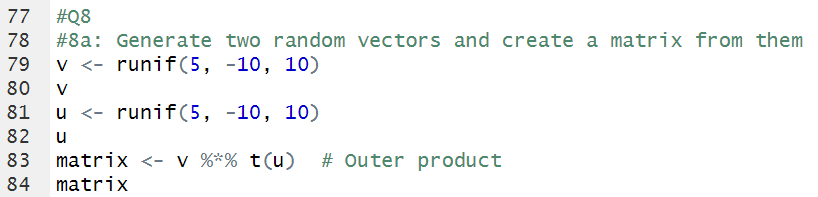 77 #Q8
78 #8a: Generate two random vectors and create a matrix from them
79 v <- runif(5, -10, 10)
80 v
81 u <- runif(5, -10, 10)
82 u
83 matrix <- v %*% t(u)  # Outer product
84 matrix